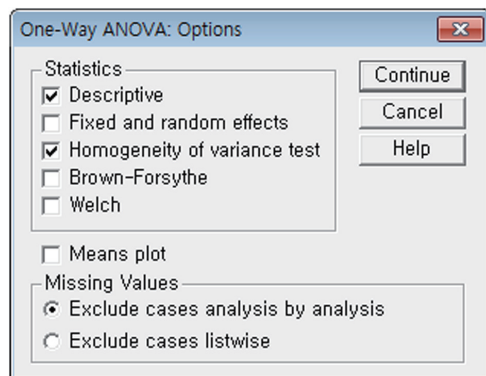 One-Way ANOVA: Options
Statistics
Descriptive
Fixed and random effects
Homogeneity of variance test
Brown-Forsythe
Welch
Continue
Cancel
Help
Means plot
Missing Values
Exclude cases analysis by analysis
Exclude cases listwise